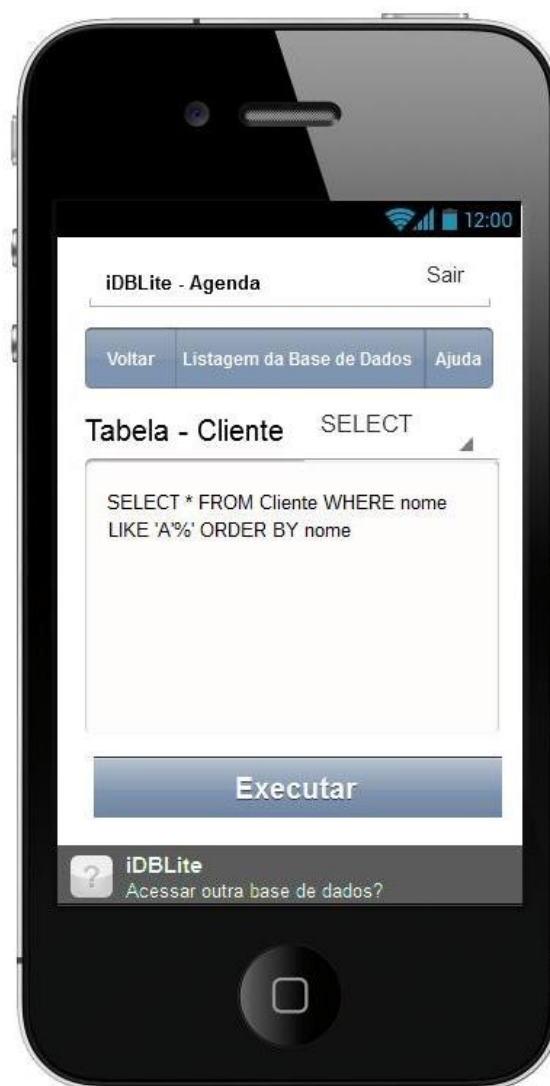 12:00
iDBLite - Agenda Sair
Voltar Listagem da Base de Dados Ajuda
Tabela - Cliente SELECT
SELECT * FROM Cliente WHERE nome
LIKE 'A'%' ORDER BY nome
Executar
? iDBLite
Acessar outra base de dados?